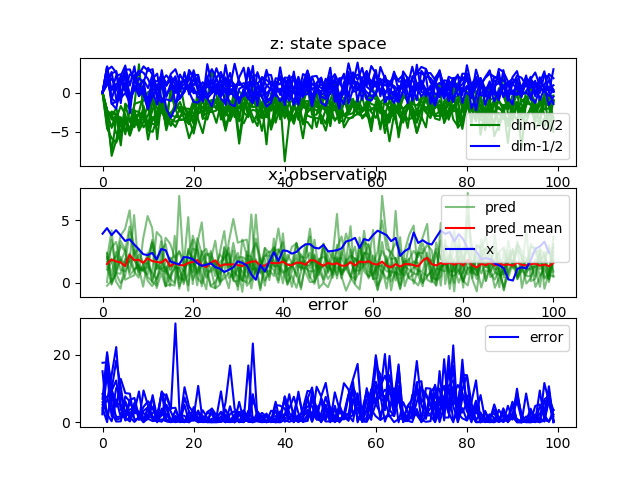 z: state space
0
−5
dim-0/2
dim-1/2
0 20 40 60 80 100
x: observation
5
0
pred
pred_mean
x
0 20 40 60 80 100
error
20
0
error
0 20 40 60 80 100